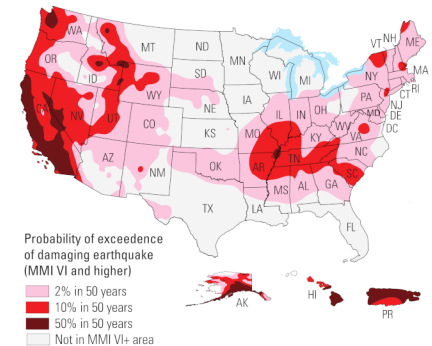 WA
VT NH
ME
MT
ND
MN
OR
ID
SD
WI
MI
NY
MA
RI
CT
WY
IA
PA
NJ
NE
IL
IN
OH
MD
DE
CA
NV
UT
CO
KS
MO
WV
VA
DC
KY
AZ
NM
OK
AR
TN
NC
SC
MS
AL
GA
TX
LA
FL
Probability of exceedence
of damaging earthquake
(MMI VI and higher)
2% in 50 years
10% in 50 years
50% in 50 years
Not in MMI VI+ area
AK
HI
PR